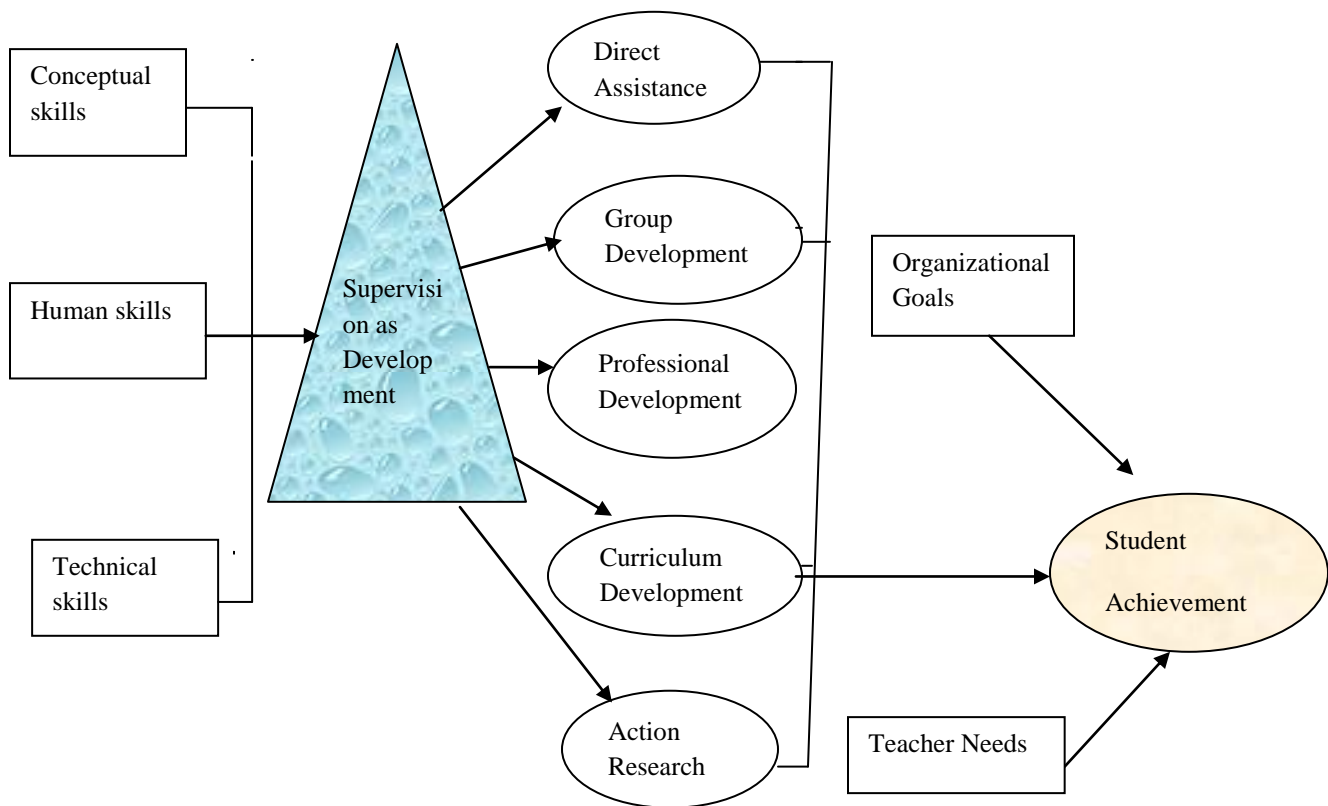 Conceptual
skills
Human skills
Technical
skills
Supervisi
on as
Develop
ment
Direct
Assistance
Group
Development
Professional
Development
Curriculum
Development
Action
Research
Organizational
Goals
Student
Achievement
Teacher Needs